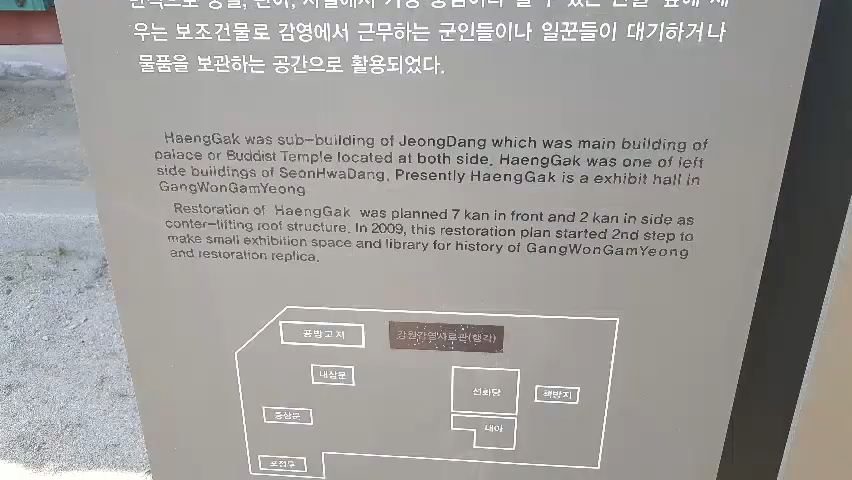 우는 보조건물로 감영에서 근무하는 군인들이나 일꾼들이 대기하거나
물품을 보관하는 공간으로 활용되었다.
HaengGak was sub-building of JeongDang which was main building of
palace or Buddist Temple located at both side. HaengGak was one of left
side buildings of SeonHwaDang. Presently HaengGak is a exhibit hall in
GangWonGamYeong
Restoration of HaengGak was planned 7 kan in front and 2 kan in side as
conter-lifting roof structure. In 2009, this restoration plan started 2nd step to
make small exhibition space and library for history of GangWonGamYeong
and restoration replica.
공방고지
강원감영사료관(행각)
내삼문
선화당
책방지
중삼문
내아
포정루